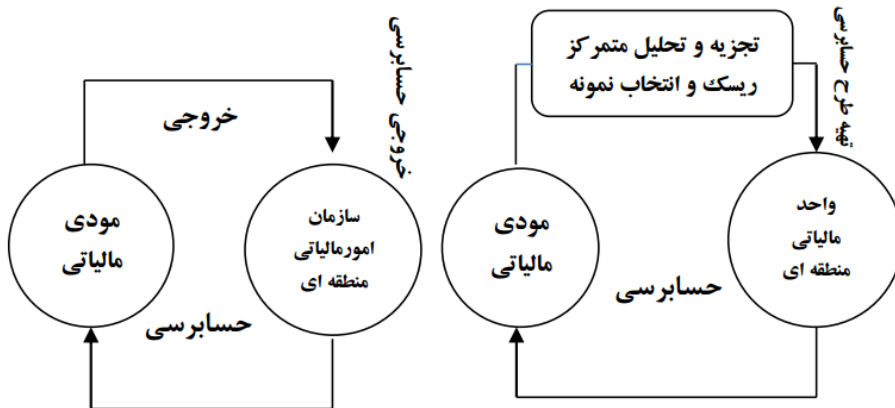 تجزیه و تحلیل متمرکز
ریسک و انتخاب نمونه
تهیه طرح حسابرسی
واحد
مالیاتی
منطقه ای
مودی
مالیاتی
حسابرسی
خروجی حسابرسی
خروجی
سازمان
امورمالیاتی
منطقه ای
مودی
مالیاتی
حسابرسی